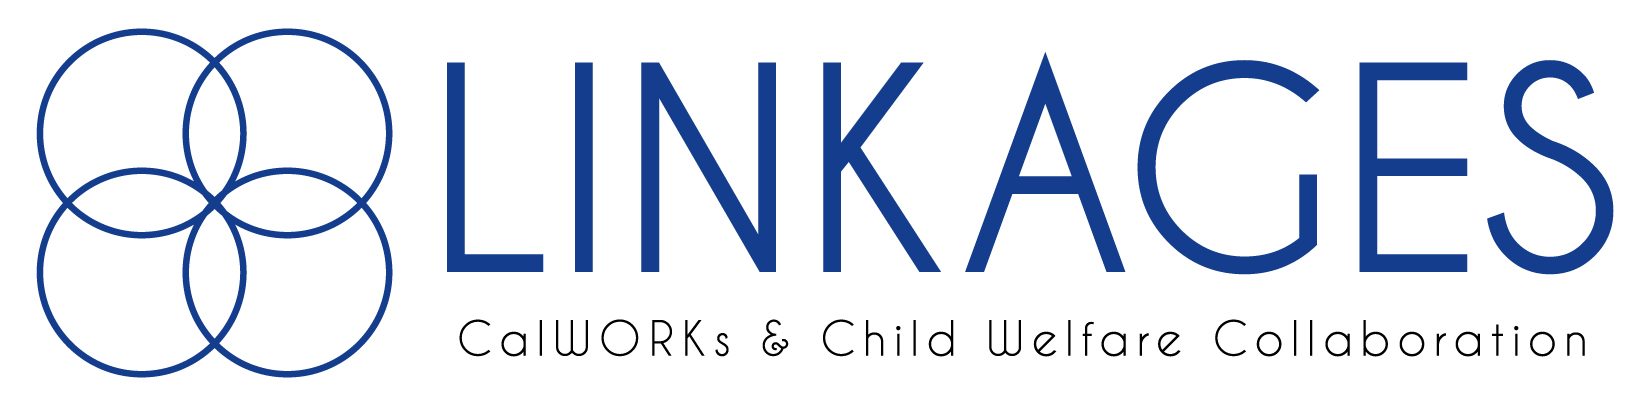 LINKAGES
CalWORKs & Child Welfare Collaboration